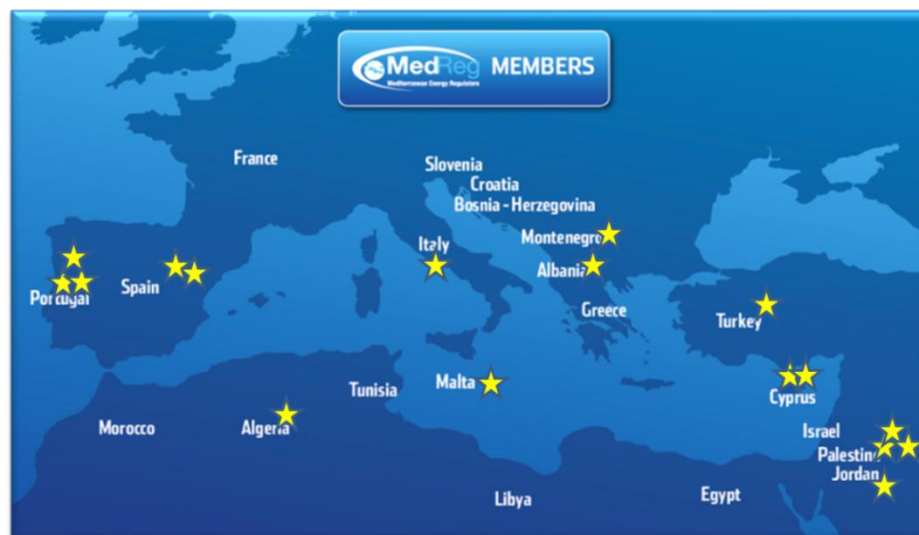 MedReg MEMBERS
Mediterranean Energy Regulators
France
Slovenia
Croatia
Bosnia - Herzegovina
Montenegro
Italy
Albania
Portugal
Spain
Greece
Turkey
Malta
Tunisia
Cyprus
Algeria
Morocco
Israel
Palestine
Jordan
Libya
Egypt